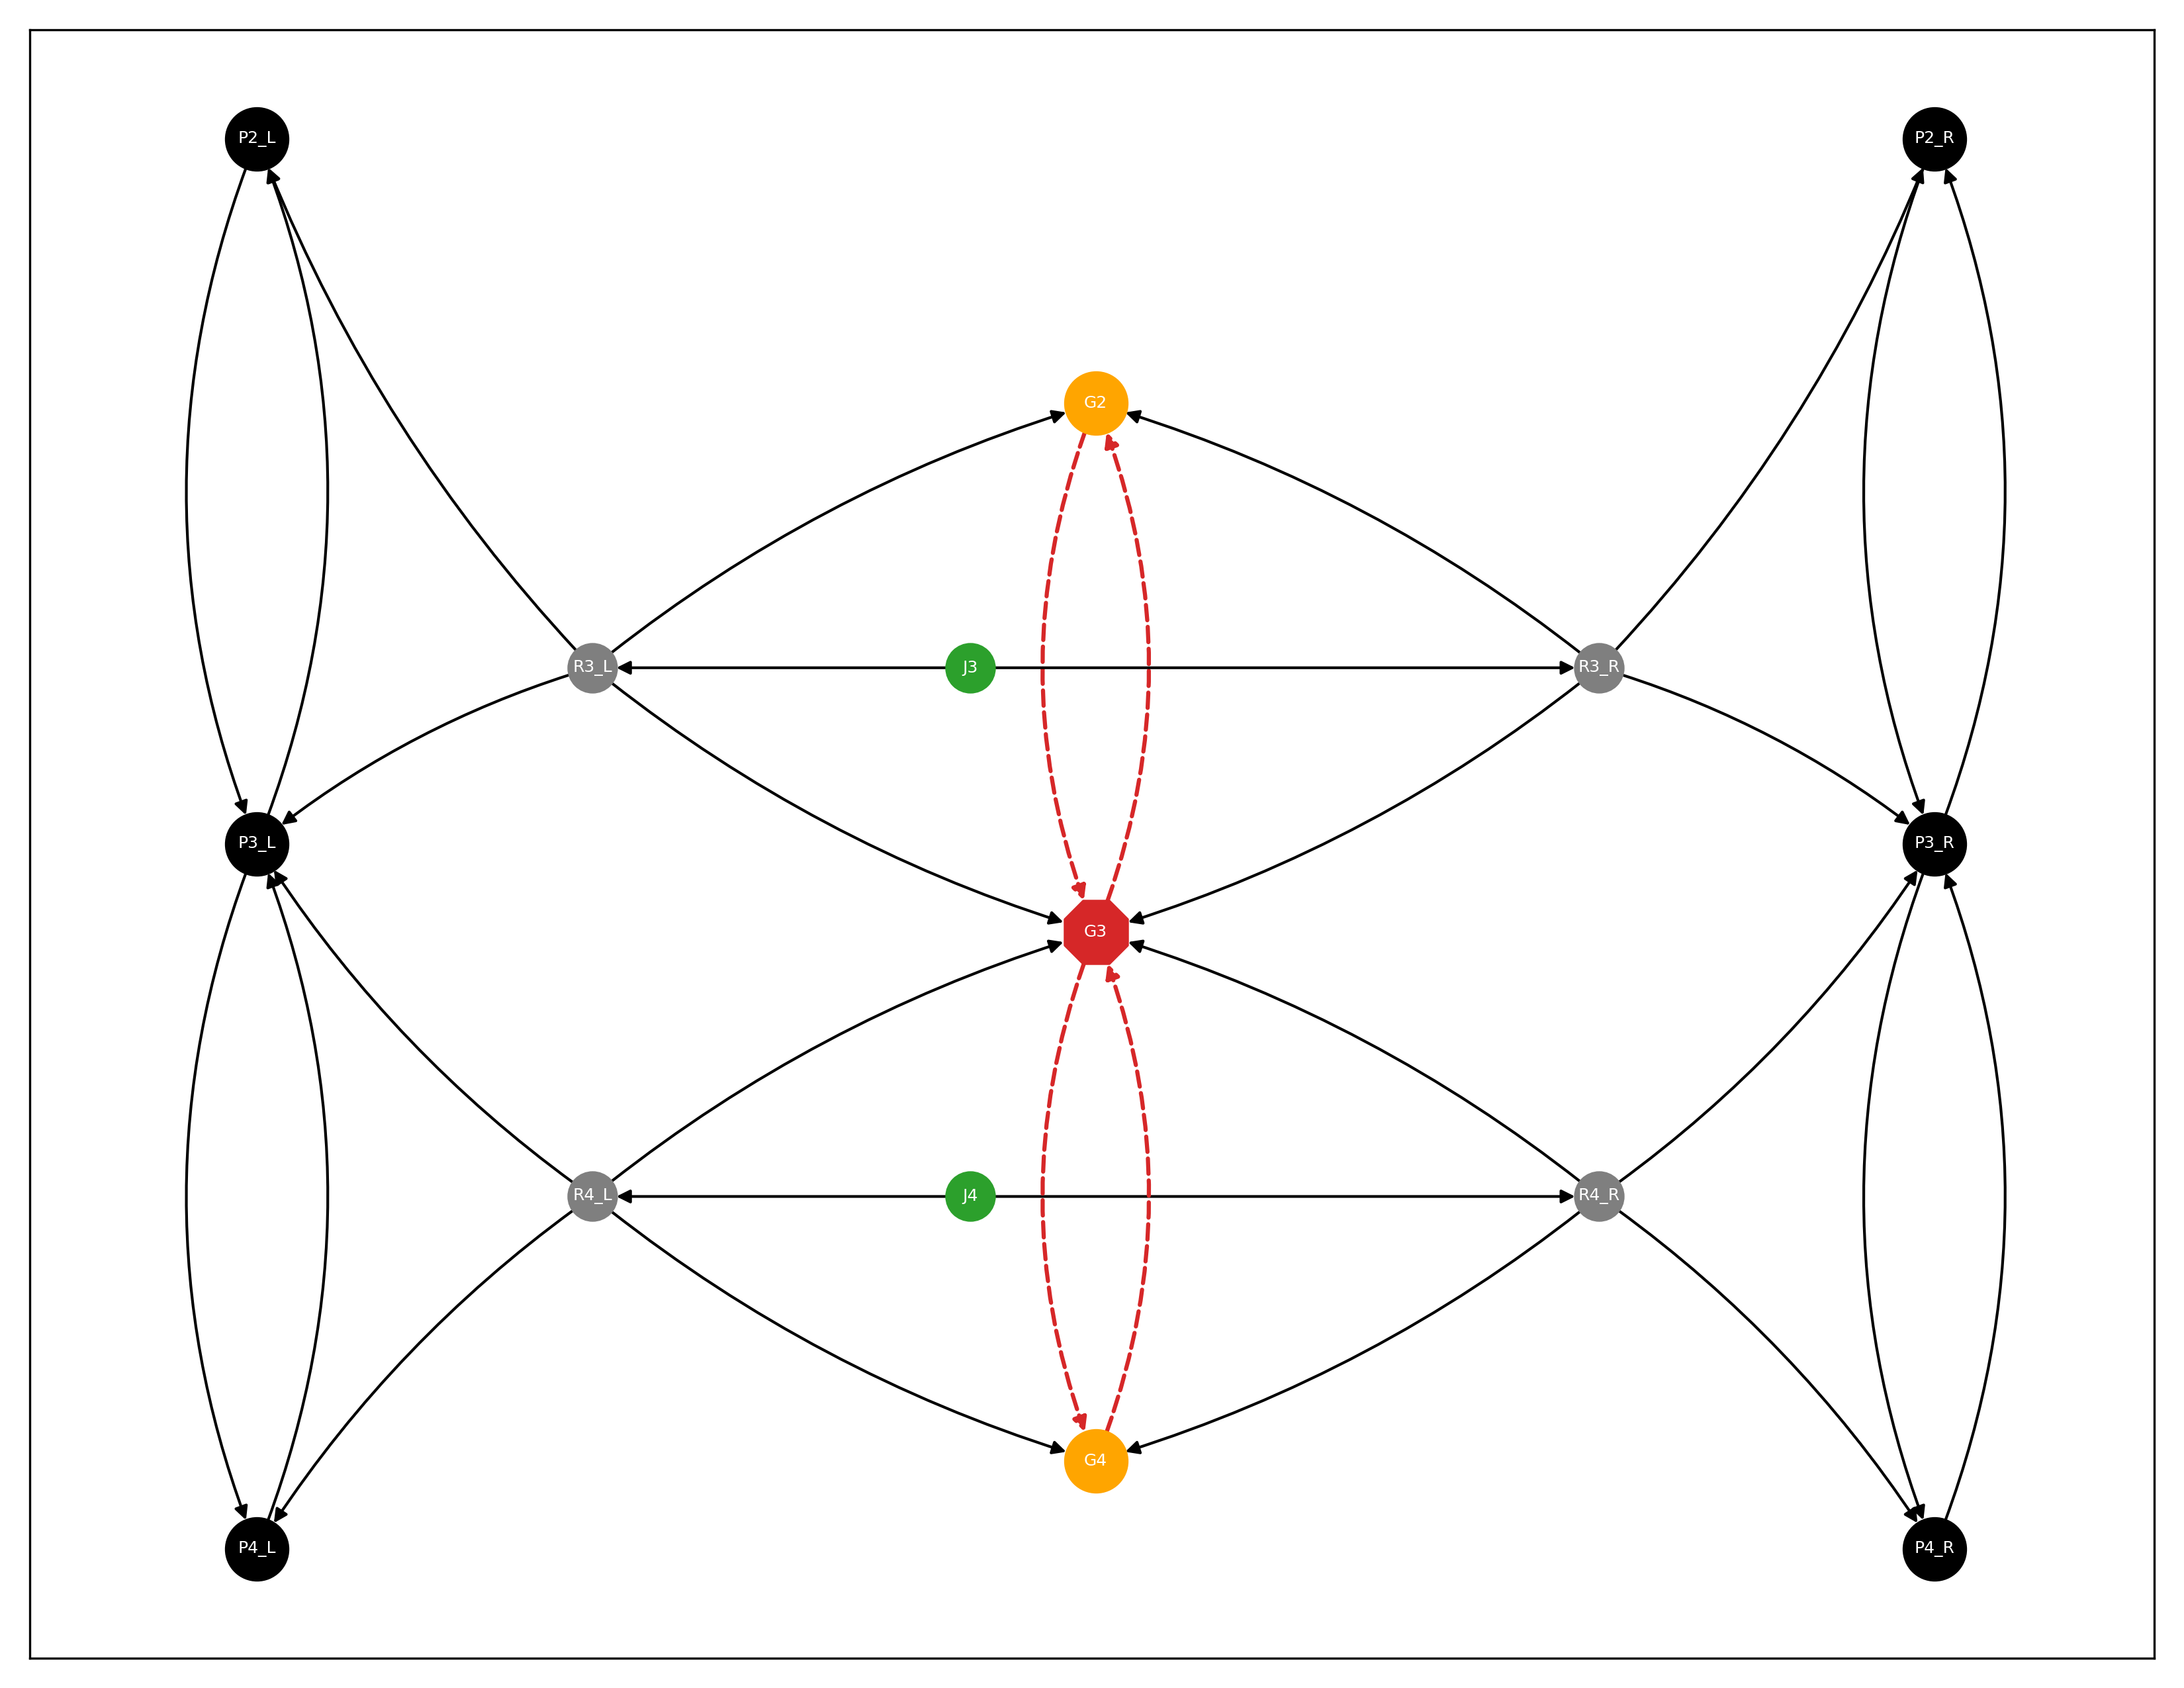 P2_L
P2_R
G2
R3_L
J3
R3_R
P3_L
P3_R
G3
R4_L
J4
R4_R
G4
P4_L
P4_R